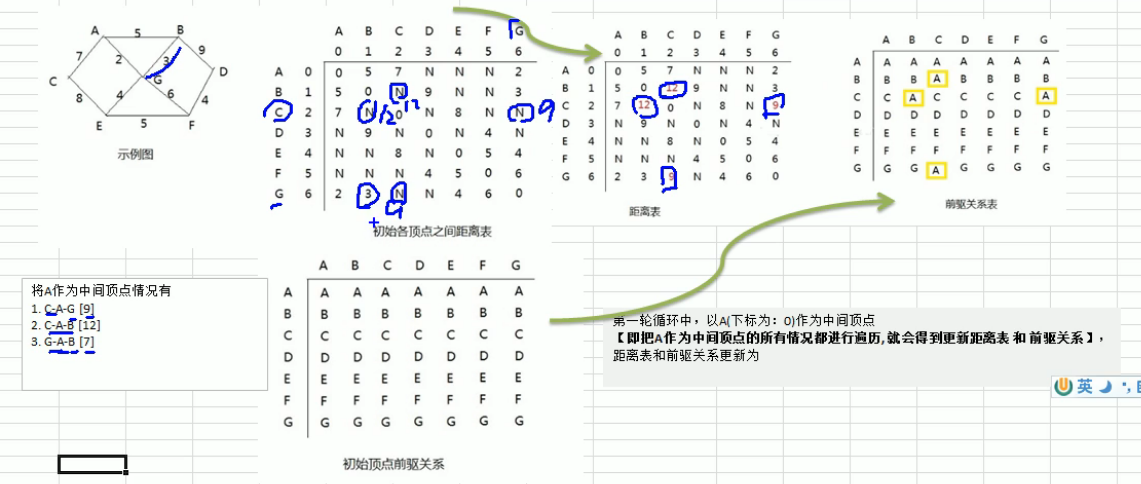 A 5 B
7 2 3 9
C G D
8 4 6 4
E 5 F
示例图
A B C D E F G
0 1 2 3 4 5 6
A 0 0 5 7 N N N 2
B 1 5 0 N 9 N N 3
12
C 2 7 N 12 0 N 8 N N 9
D 3 N 9 N 0 N 4 N
E 4 N N 8 N 0 5 4
F 5 N N N 4 5 0 6
G 6 2 3 N N 4 6 0
9
初始各顶点之间距离表
A B C D E F G
0 1 2 3 4 5 6
A 0 0 5 7 N N N 2
B 1 5 0 12 9 N N 3
C 2 7 12 0 N 8 N 9
D 3 N 9 N 0 N 4 N
E 4 N N 8 N 0 5 4
F 5 N N N 4 5 0 6
G 6 2 3 9 N 4 6 0
距离表
A B C D E F G
A A A A A A A A
B B B A B B B B
C C A C C C C A
D D D D D D D D
E E E E E E E E
F F F F F F F F
G G G A G G G G
前驱关系表
将A作为中间顶点情况有
1. C-A-G [9]
2. C-A-B [12]
3. G-A-B [7]
A B C D E F G
A A A A A A A A
B B B B B B B B
C C C C C C C C
D D D D D D D D
E E E E E E E E
F F F F F F F F
G G G G G G G G
初始顶点前驱关系
第一轮循环中，以A(下标为：0)作为中间顶点
【即把A作为中间顶点的所有情况都进行遍历,就会得到更新距离表 和 前驱关系】，
距离表和前驱关系更新为
英